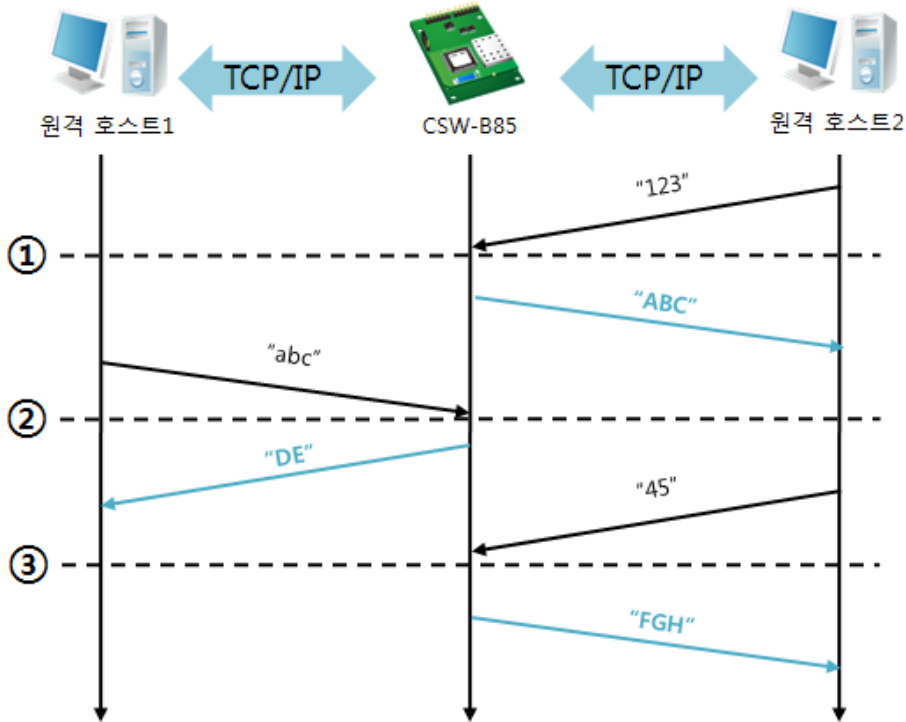 TCP/IP
TCP/IP
원격 호스트1
CSW-B85
원격 호스트2
"123"
①
"ABC"
"abc"
②
"DE"
"45"
③
"FGH"